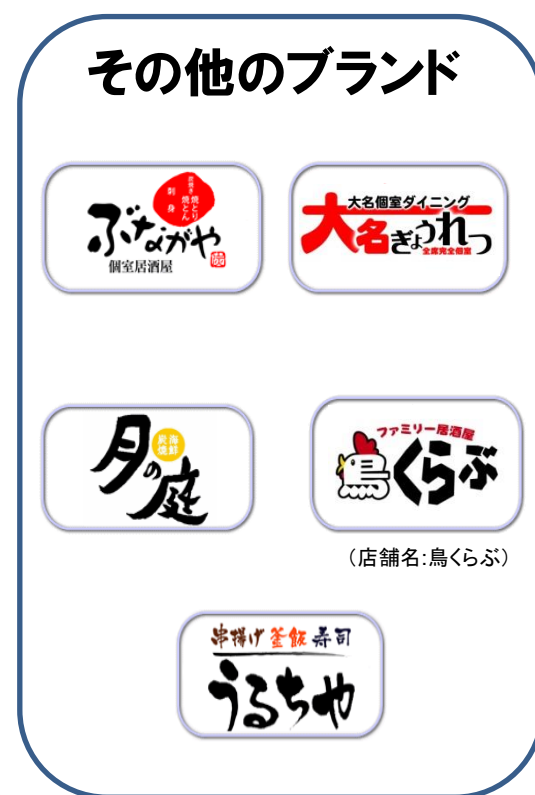 その他のブランド
炭焼き 焼とり
焼とん
刺身
ぶながや
個室居酒屋
大名個室ダイニング
大名ぎょうれつ
全席完全個室
海鮮
炭焼
月の庭
ファミリー居酒屋
鳥くらぶ
（店舗名:鳥くらぶ）
串揚げ 釜飯 寿司
うるちや